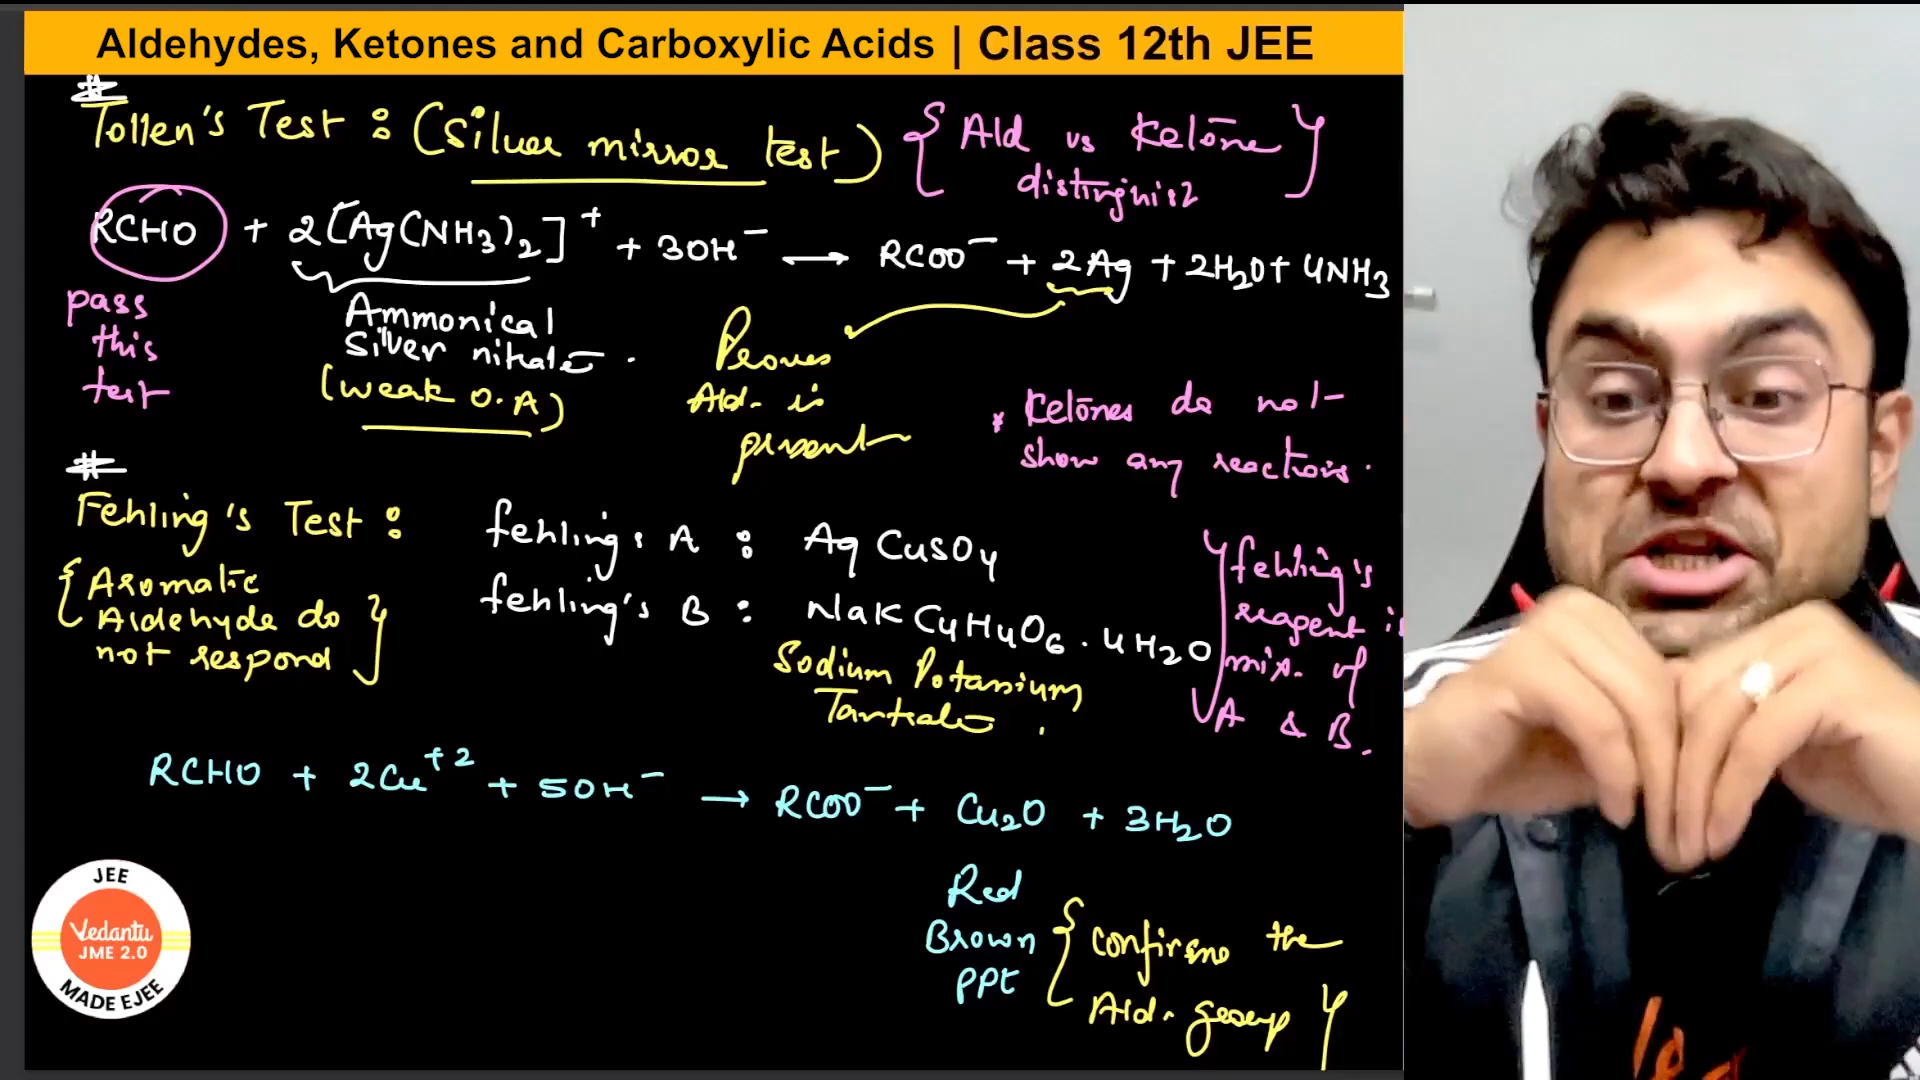 Aldehydes, Ketones and Carboxylic Acids | Class 12th JEE
#
Tollen's Test : (Silver mirror test) { Ald vs Ketone
distinguish }
RCHO + 2[Ag(NH3)2]+ + 3OH− → RCOO− + 2Ag + 2H2O + 4NH3
pass
this
test
Ammonical
Silver nitrate.
(weak O.A)
Proves
Ald. is
present
* Ketones do not
show any reactions.
#
Fehling's Test :
{ Aromatic
Aldehyde do
not respond }
fehling's A : Aq CuSO4
fehling's B : NaK C4H4O6 . 4H2O
Sodium Potassium
Tartrate.
} fehling's
reagent is
mix. of
A & B.
RCHO + 2Cu+2 + 5OH− → RCOO− + Cu2O + 3H2O
Red
Brown
PPt
{ confirms the
Ald. group }
JEE
Vedantu
JME 2.0
MADE EJEE